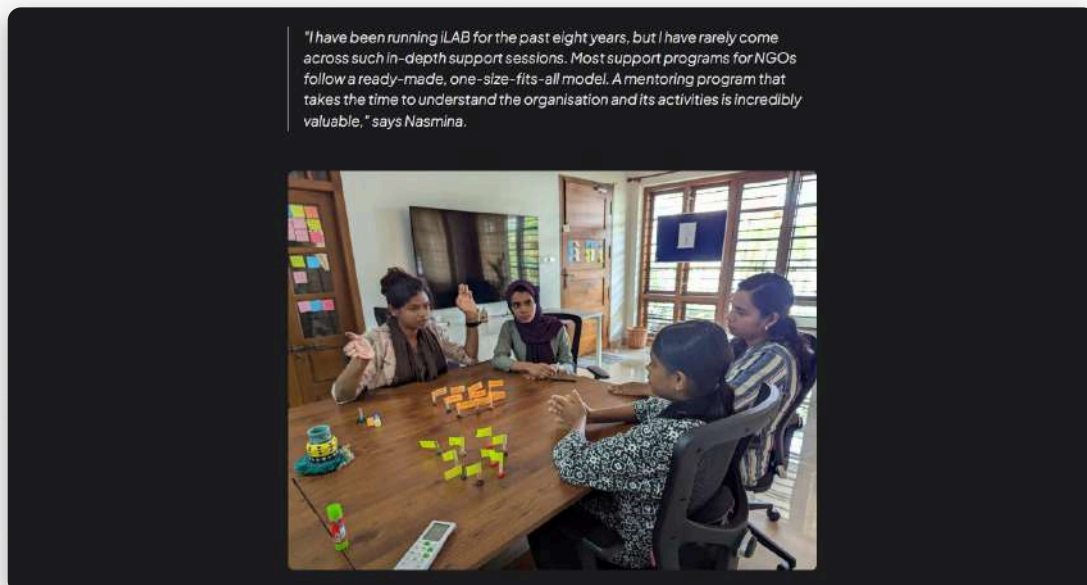 "I have been running iLAB for the past eight years, but I have rarely come
across such in-depth support sessions. Most support programs for NGOs
follow a ready-made, one-size-fits-all model. A mentoring program that
takes the time to understand the organisation and its activities is incredibly
valuable," says Nasmina.